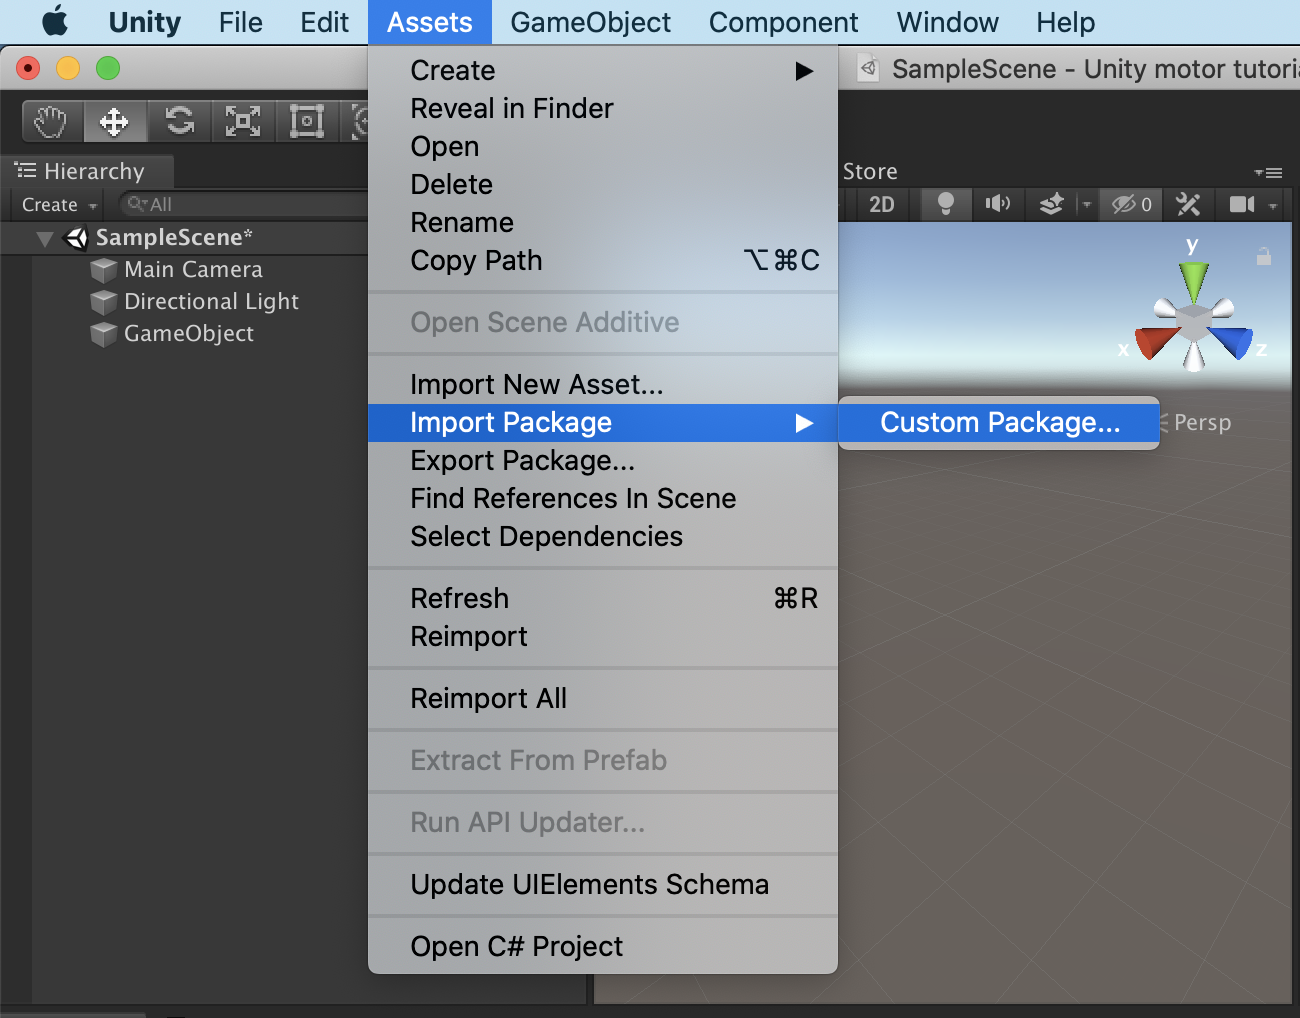 Unity File Edit Assets GameObject Component Window Help
SampleScene - Unity motor
Hierarchy
Create All
SampleScene*
Main Camera
Directional Light
GameObject
Create
Reveal in Finder
Open
Delete
Rename
Copy Path ⌥⌘C
Open Scene Additive
Import New Asset...
Import Package
Export Package...
Find References In Scene
Select Dependencies
Refresh ⌘R
Reimport
Reimport All
Extract From Prefab
Run API Updater...
Update UIElements Schema
Open C# Project
Custom Package...
Store
2D 0
y
x z
Persp